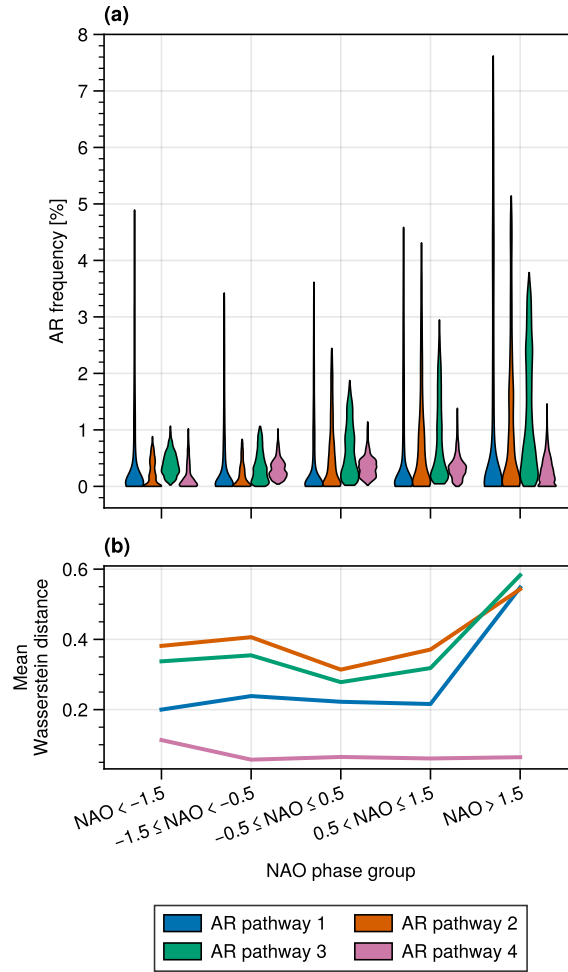 (a)
AR frequency [%]
8
7
6
5
4
3
2
1
0
(b)
Mean
Wasserstein distance
0.6
0.4
0.2
NAO < −1.5
−1.5 ≤ NAO < −0.5
−0.5 ≤ NAO ≤ 0.5
0.5 < NAO ≤ 1.5
NAO > 1.5
NAO phase group
AR pathway 1
AR pathway 2
AR pathway 3
AR pathway 4